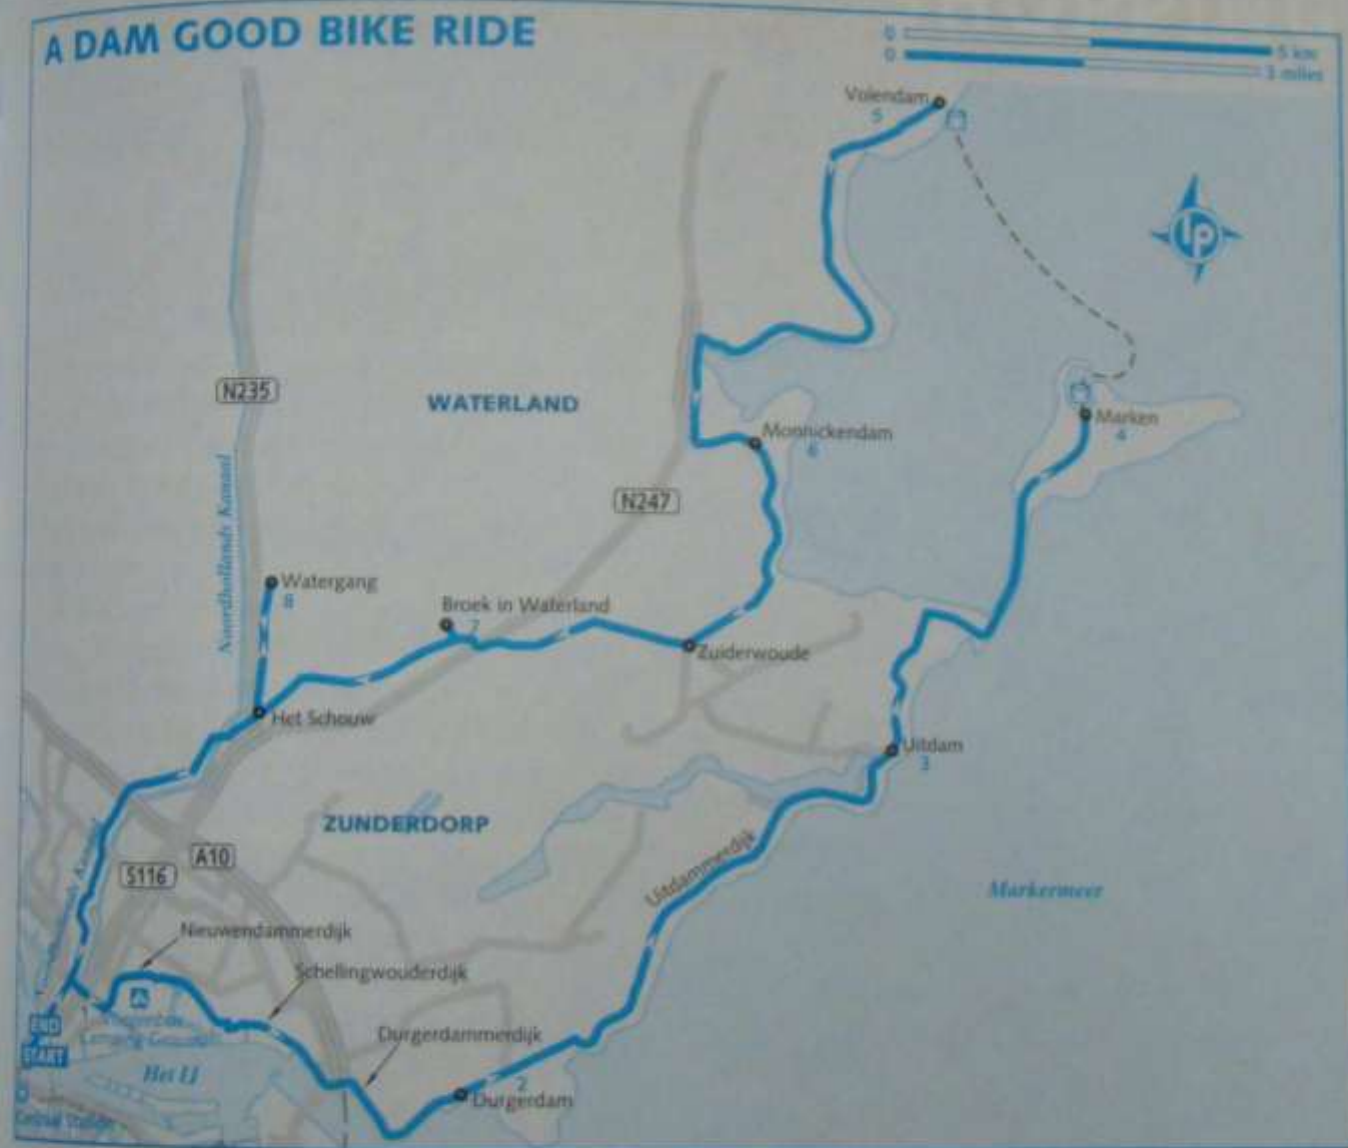 A DAM GOOD BIKE RIDE
0
5 km
0
3 miles
Volendam
5
lp
N235
WATERLAND
Marken
4
Monnickendam
6
N247
Noordhollands Kanaal
Watergang
8
Broek in Waterland
7
Zuiderwoude
Het Schouw
Uitdam
3
ZUNDERDORP
Uitdammerdijk
A10
S116
Markermeer
Nieuwendammerdijk
Schellingwouderdijk
1
END
START
Durgerdammerdijk
Het IJ
2
Durgerdam
Station